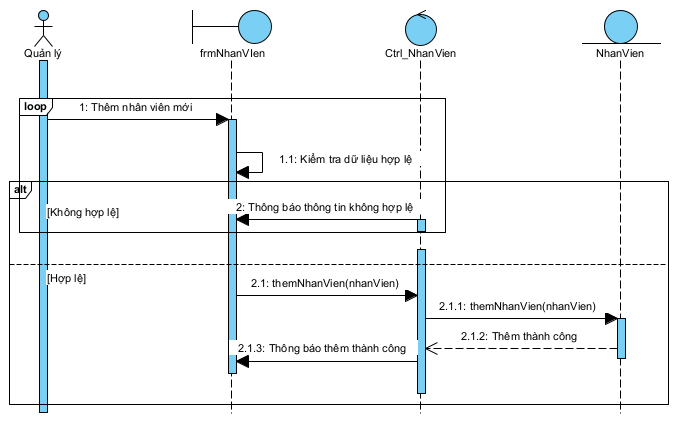 Quản lý
frmNhanVIen
Ctrl_NhanVien
NhanVien
loop
1: Thêm nhân viên mới
1.1: Kiểm tra dữ liệu hợp lệ
alt
[Không hợp lệ]
2: Thông báo thông tin không hợp lệ
[Hợp lệ]
2.1: themNhanVien(nhanVien)
2.1.1: themNhanVien(nhanVien)
2.1.2: Thêm thành công
2.1.3: Thông báo thêm thành công